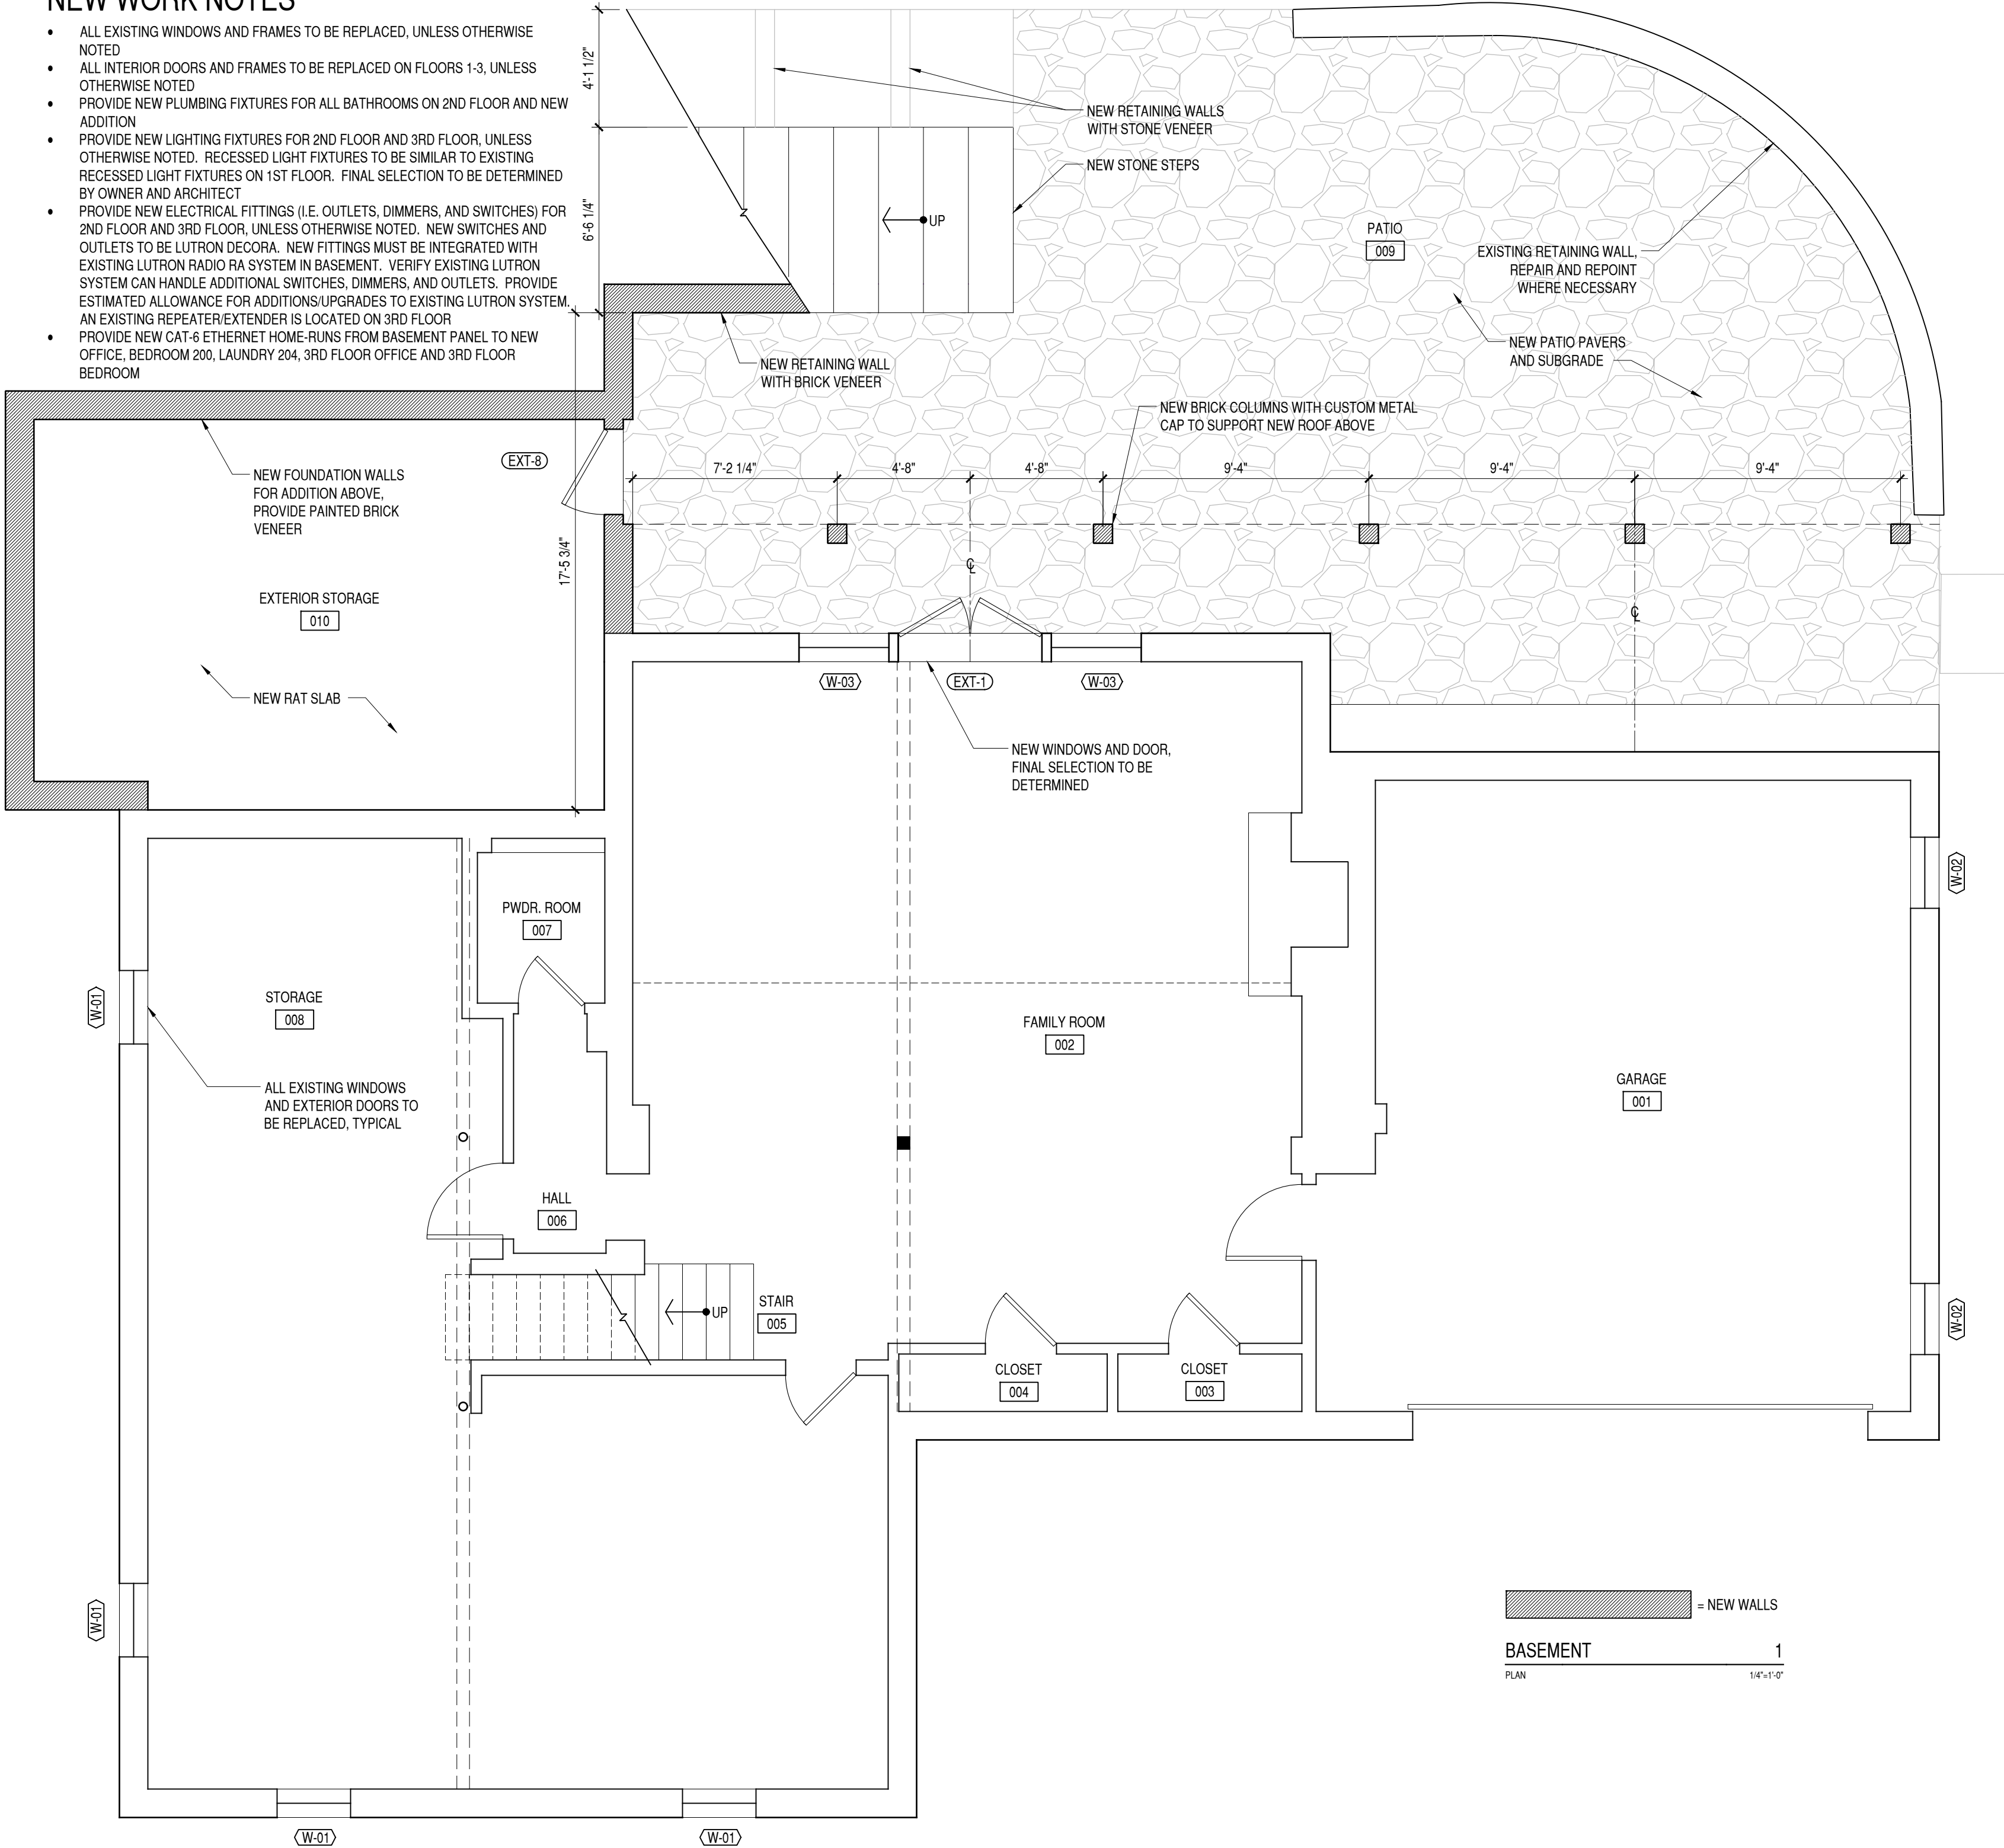 NEW WORK NOTES
• ALL EXISTING WINDOWS AND FRAMES TO BE REPLACED, UNLESS OTHERWISE
NOTED
• ALL INTERIOR DOORS AND FRAMES TO BE REPLACED ON FLOORS 1-3, UNLESS
OTHERWISE NOTED
• PROVIDE NEW PLUMBING FIXTURES FOR ALL BATHROOMS ON 2ND FLOOR AND NEW
ADDITION
• PROVIDE NEW LIGHTING FIXTURES FOR 2ND FLOOR AND 3RD FLOOR, UNLESS
OTHERWISE NOTED. RECESSED LIGHT FIXTURES TO BE SIMILAR TO EXISTING
RECESSED LIGHT FIXTURES ON 1ST FLOOR. FINAL SELECTION TO BE DETERMINED
BY OWNER AND ARCHITECT
• PROVIDE NEW ELECTRICAL FITTINGS (I.E. OUTLETS, DIMMERS, AND SWITCHES) FOR
2ND FLOOR AND 3RD FLOOR, UNLESS OTHERWISE NOTED. NEW SWITCHES AND
OUTLETS TO BE LUTRON DECORA. NEW FITTINGS MUST BE INTEGRATED WITH
EXISTING LUTRON RADIO RA SYSTEM IN BASEMENT. VERIFY EXISTING LUTRON
SYSTEM CAN HANDLE ADDITIONAL SWITCHES, DIMMERS, AND OUTLETS. PROVIDE
ESTIMATED ALLOWANCE FOR ADDITIONS/UPGRADES TO EXISTING LUTRON SYSTEM.
AN EXISTING REPEATER/EXTENDER IS LOCATED ON 3RD FLOOR
• PROVIDE NEW CAT-6 ETHERNET HOME-RUNS FROM BASEMENT PANEL TO NEW
OFFICE, BEDROOM 200, LAUNDRY 204, 3RD FLOOR OFFICE AND 3RD FLOOR
BEDROOM
4'-1 1/2"
6'-6 1/4"
17'-5 3/4"
NEW RETAINING WALLS
WITH STONE VENEER
NEW STONE STEPS
UP
PATIO
009
EXISTING RETAINING WALL,
REPAIR AND REPOINT
WHERE NECESSARY
NEW PATIO PAVERS
AND SUBGRADE
NEW RETAINING WALL
WITH BRICK VENEER
NEW BRICK COLUMNS WITH CUSTOM METAL
CAP TO SUPPORT NEW ROOF ABOVE
EXT-8
7'-2 1/4"
4'-8"
4'-8"
9'-4"
9'-4"
9'-4"
NEW FOUNDATION WALLS
FOR ADDITION ABOVE,
PROVIDE PAINTED BRICK
VENEER
CL
CL
EXTERIOR STORAGE
010
NEW RAT SLAB
W-03
EXT-1
W-03
NEW WINDOWS AND DOOR,
FINAL SELECTION TO BE
DETERMINED
W-02
PWDR. ROOM
007
W-01
STORAGE
008
FAMILY ROOM
002
ALL EXISTING WINDOWS
AND EXTERIOR DOORS TO
BE REPLACED, TYPICAL
GARAGE
001
HALL
006
STAIR
005
UP
W-02
CLOSET
004
CLOSET
003
W-01
= NEW WALLS
BASEMENT 1
PLAN 1/4"=1'-0"
W-01
W-01